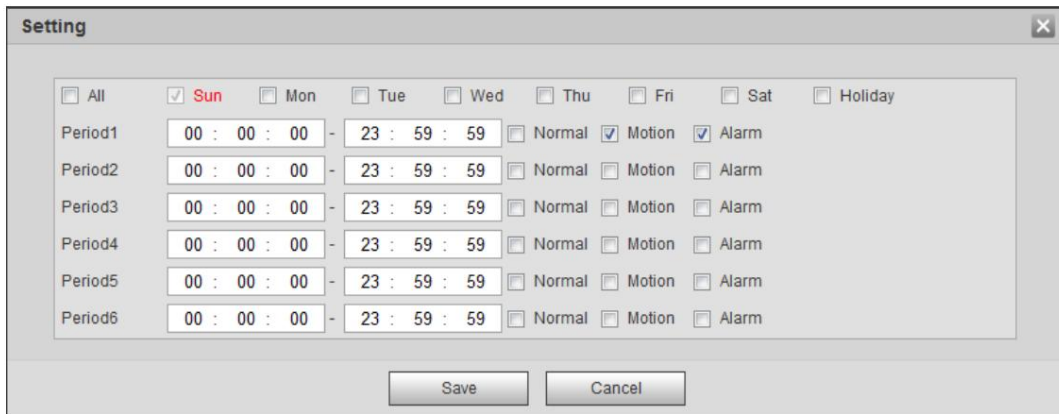 Setting
All Sun Mon Tue Wed Thu Fri Sat Holiday
Period1 00 : 00 : 00 - 23 : 59 : 59 Normal Motion Alarm
Period2 00 : 00 : 00 - 23 : 59 : 59 Normal Motion Alarm
Period3 00 : 00 : 00 - 23 : 59 : 59 Normal Motion Alarm
Period4 00 : 00 : 00 - 23 : 59 : 59 Normal Motion Alarm
Period5 00 : 00 : 00 - 23 : 59 : 59 Normal Motion Alarm
Period6 00 : 00 : 00 - 23 : 59 : 59 Normal Motion Alarm
Save Cancel